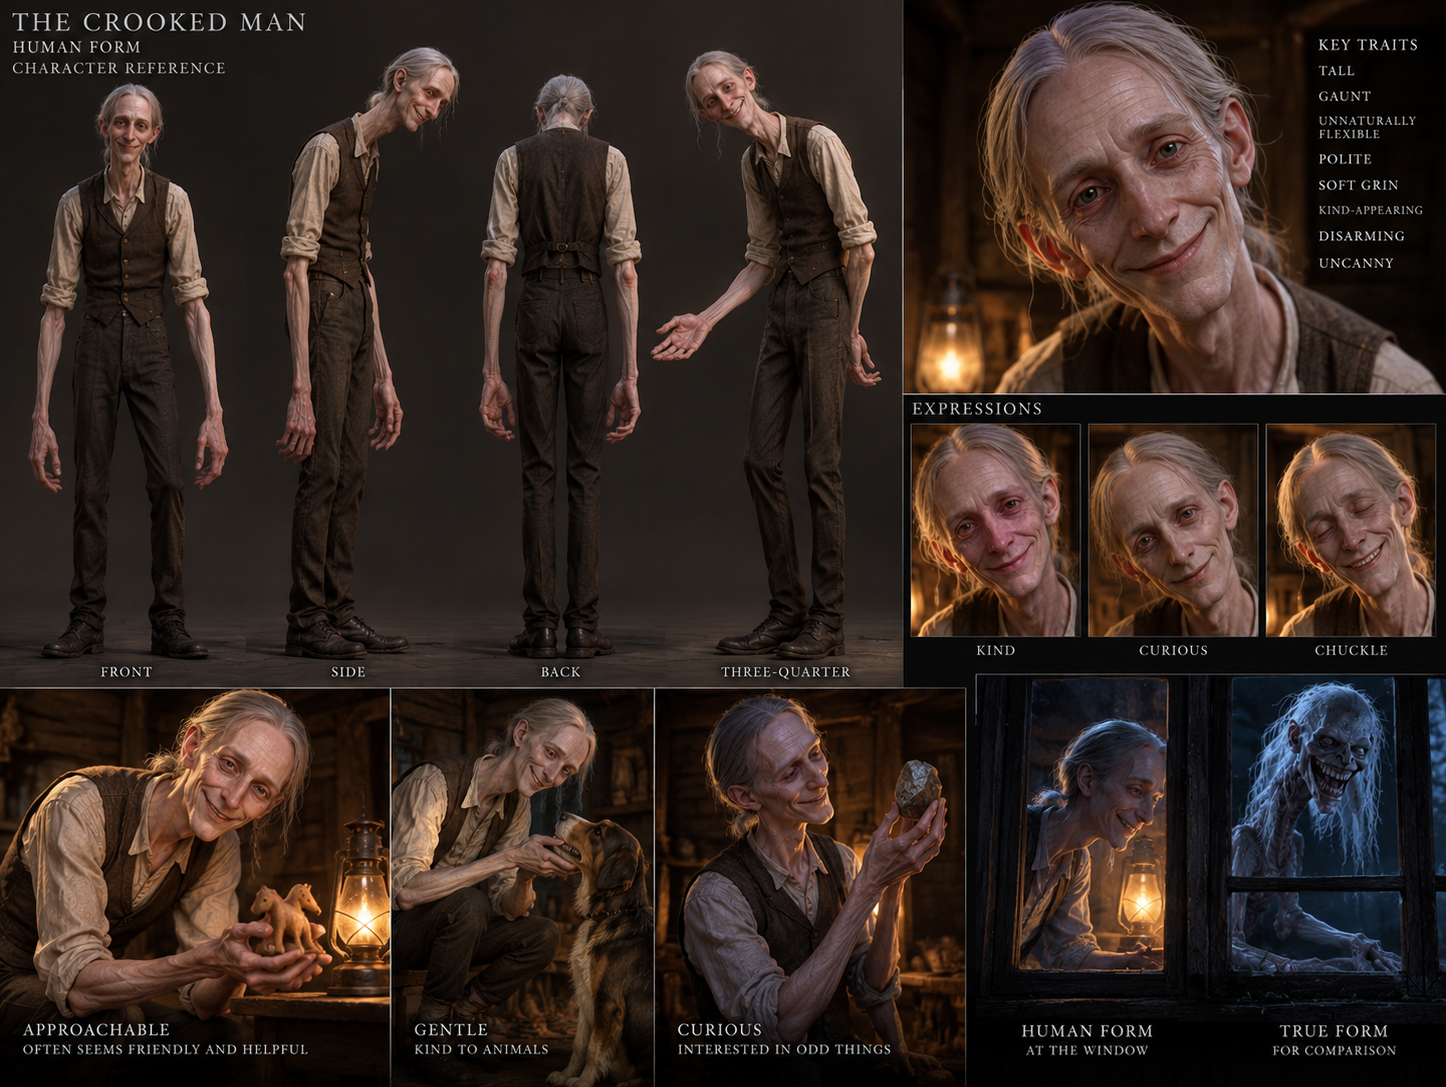 THE CROOKED MAN
HUMAN FORM
CHARACTER REFERENCE
FRONT
SIDE
BACK
THREE-QUARTER
KEY TRAITS
TALL
GAUNT
UNNATURALLY
FLEXIBLE
POLITE
SOFT GRIN
KIND-APPEARING
DISARMING
UNCANNY
EXPRESSIONS
KIND
CURIOUS
CHUCKLE
APPROACHABLE
OFTEN SEEMS FRIENDLY AND HELPFUL
GENTLE
KIND TO ANIMALS
CURIOUS
INTERESTED IN ODD THINGS
HUMAN FORM
AT THE WINDOW
TRUE FORM
FOR COMPARISON